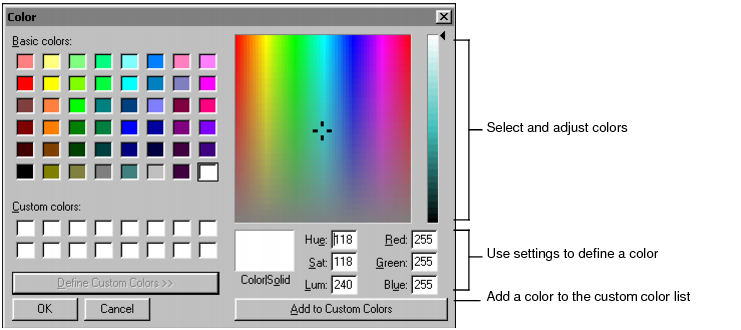 Color
Basic colors:
Custom colors:
Define Custom Colors >>
OK
Cancel
Color|Solid
Hue: 118
Sat: 118
Lum: 240
Red: 255
Green: 255
Blue: 255
Add to Custom Colors
Select and adjust colors
Use settings to define a color
Add a color to the custom color list